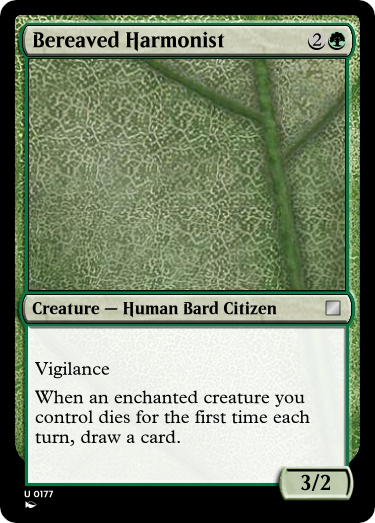 Bereaved Harmonist 2
Creature — Human Bard Citizen
Vigilance
When an enchanted creature you
control dies for the first time each
turn, draw a card.
3/2
U 0177